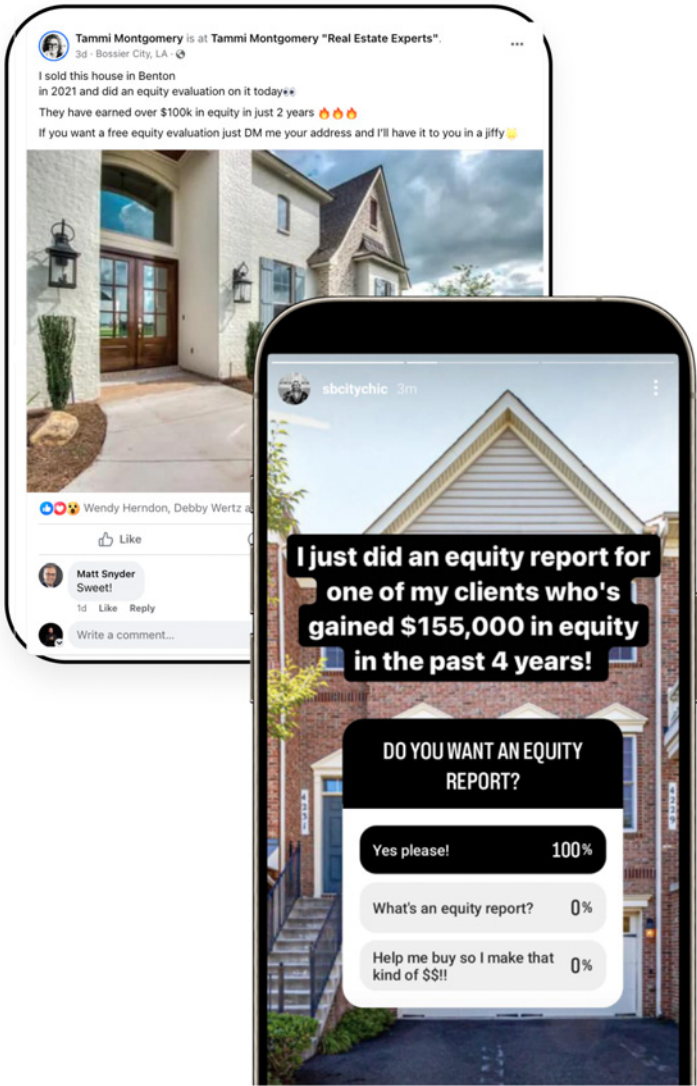 Tammi Montgomery is at Tammi Montgomery "Real Estate Experts".
3d · Bossier City, LA ·
I sold this house in Benton
in 2021 and did an equity evaluation on it today👀
They have earned over $100k in equity in just 2 years 🔥🔥🔥
If you want a free equity evaluation just DM me your address and I'll have it to you in a jiffy
Wendy Herndon, Debby Wertz a
Like
Matt Snyder
Sweet!
1d Like Reply
Write a comment...
sbcitychic 3m
I just did an equity report for
one of my clients who's
gained $155,000 in equity
in the past 4 years!
DO YOU WANT AN EQUITY
REPORT?
Yes please! 100%
What's an equity report? 0%
Help me buy so I make that
kind of $$!! 0%
4231
4229